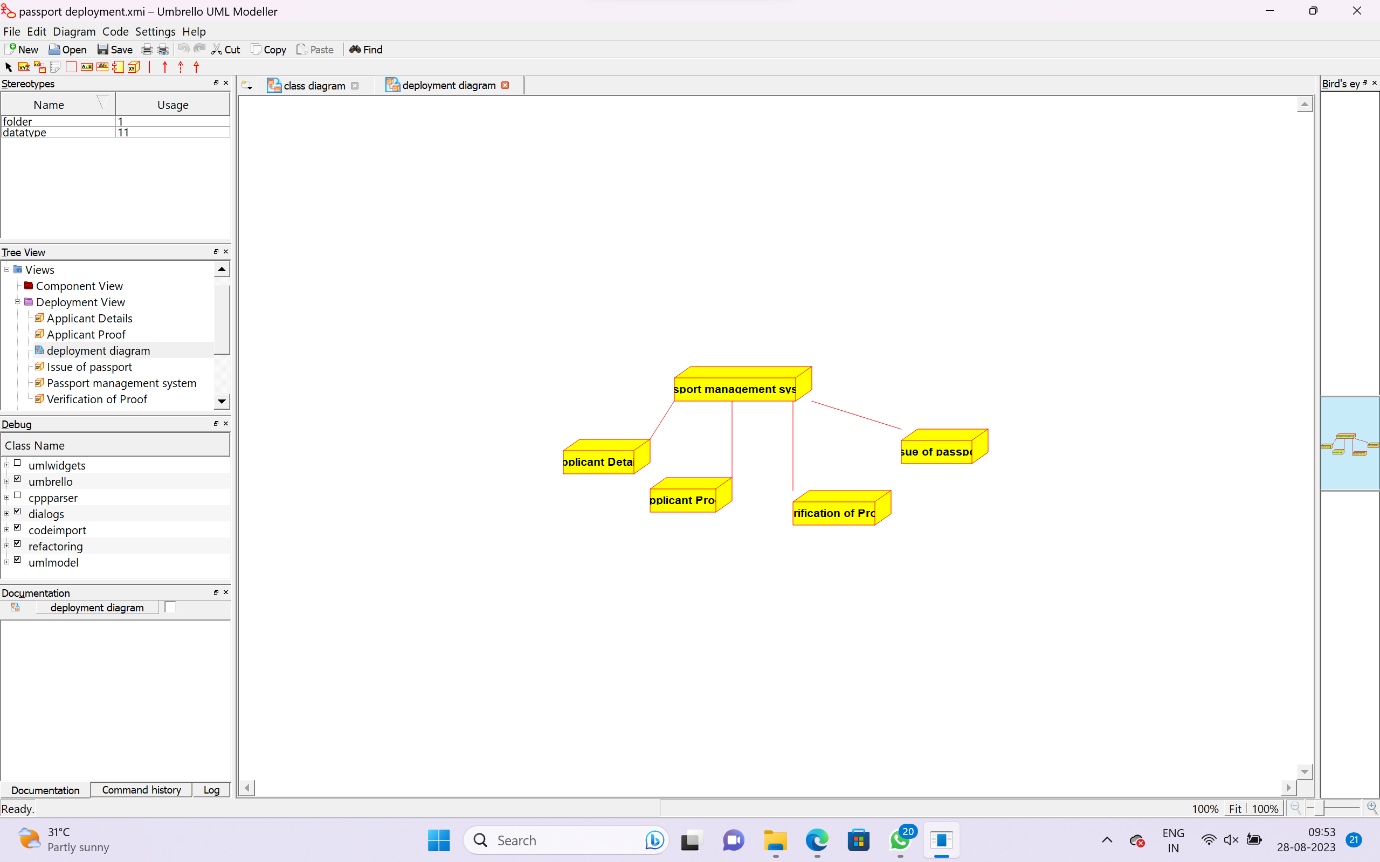 passport deployment.xmi – Umbrello UML Modeller
File Edit Diagram Code Settings Help
New Open Save Cut Copy Paste Find
Stereotypes
Name Usage
folder 1
datatype 11
class diagram
deployment diagram
Bird's ey
Tree View
Views
Component View
Deployment View
Applicant Details
Applicant Proof
deployment diagram
Issue of passport
Passport management system
Verification of Proof
Debug
Class Name
umlwidgets
umbrello
cppparser
dialogs
codeimport
refactoring
umlmodel
Documentation
deployment diagram
Documentation Command history Log
sport management sys
pplicant Detai
pplicant Pro
rification of Pro
sue of passpo
Ready.
100% Fit 100%
31°C
Partly sunny
Search
20
ENG
IN
09:53
28-08-2023
21